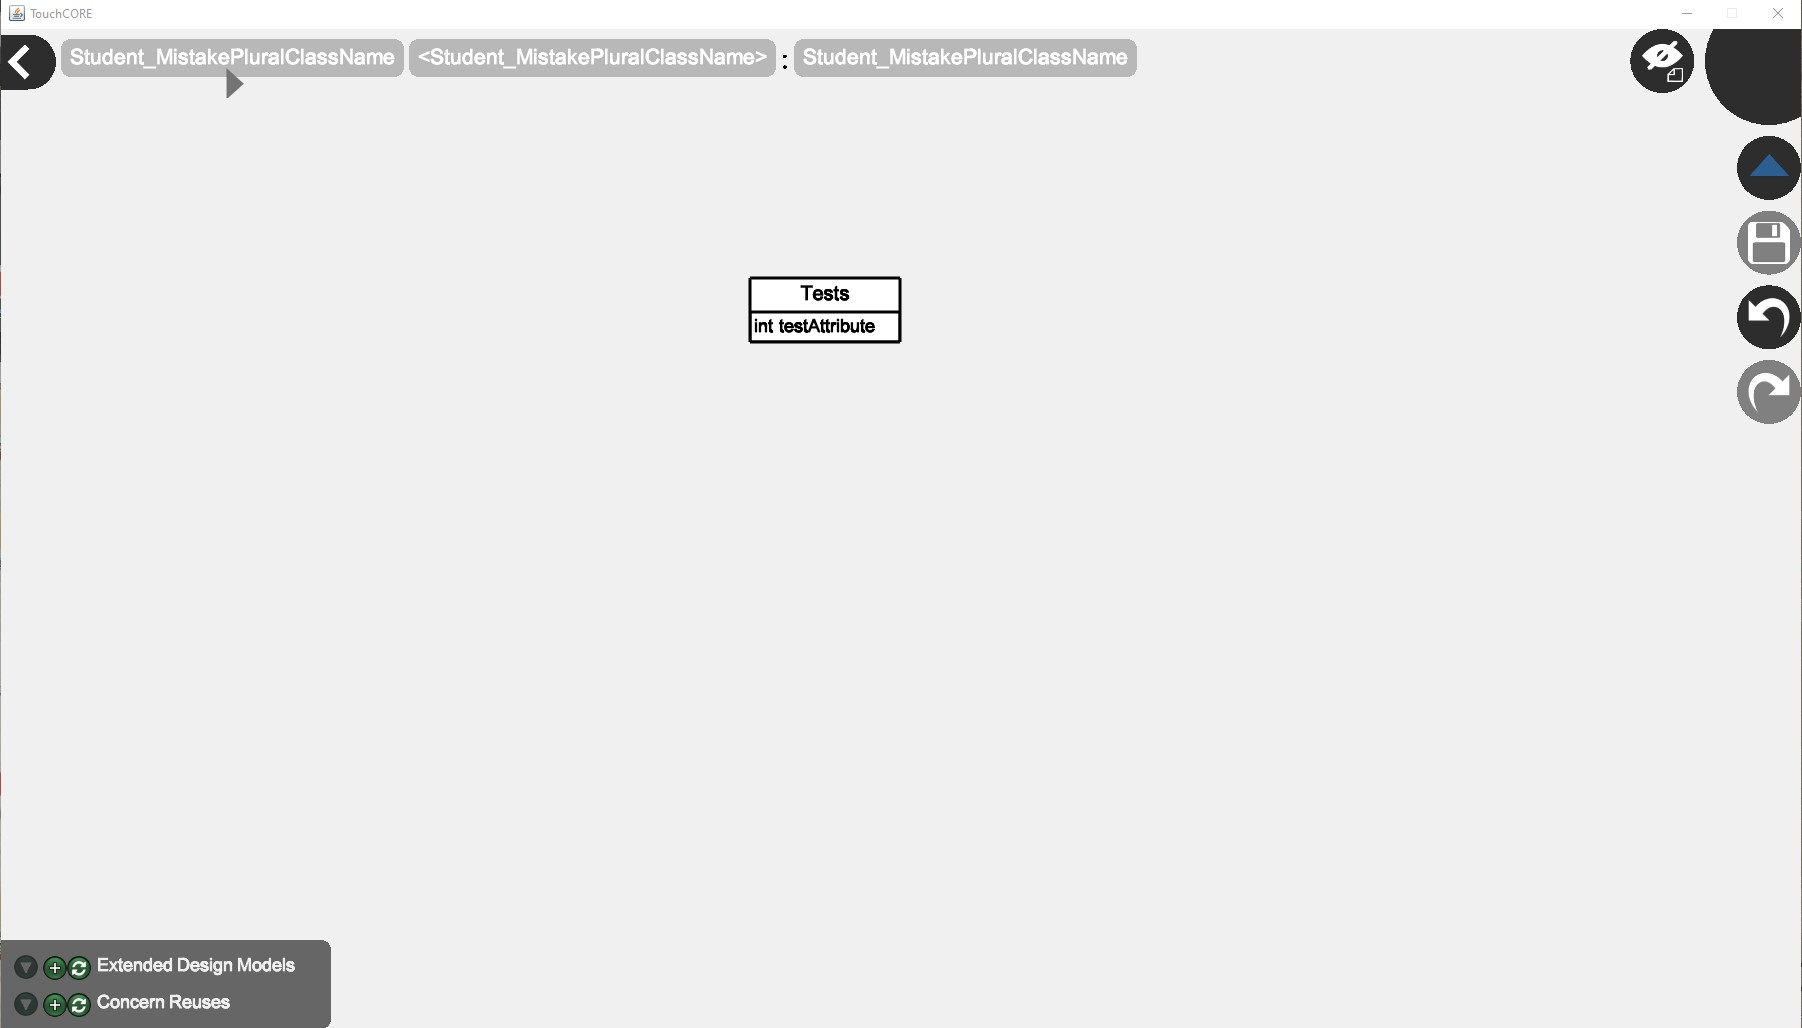 TouchCORE
Student_MistakePluralClassName <Student_MistakePluralClassName> : Student_MistakePluralClassName
Tests
int testAttribute
Extended Design Models
Concern Reuses